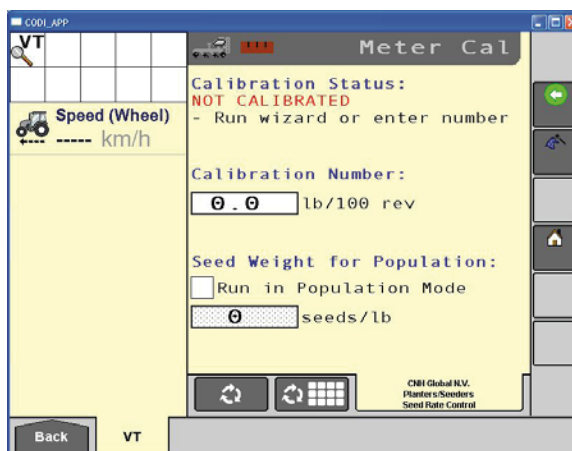 CODI_APP
VT
Speed (Wheel)
----- km/h
Meter Cal
Calibration Status:
NOT CALIBRATED
- Run wizard or enter number
Calibration Number:
0.0 lb/100 rev
Seed Weight for Population:
Run in Population Mode
0 seeds/lb
CNH Global N.V.
Planters/Seeders
Seed Rate Control
Back
VT